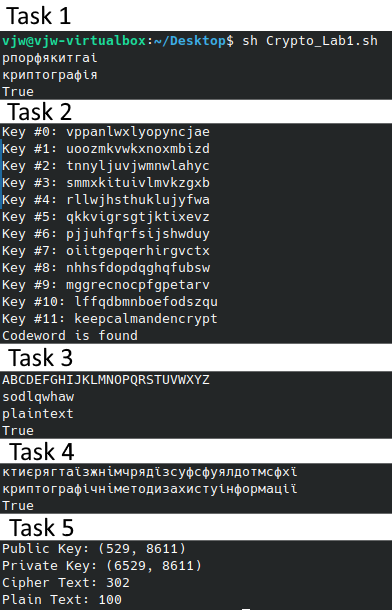 Task 1
vjw@vjw-virtualbox:~/Desktop$ sh Crypto_Lab1.sh
рпорфякитгаі
криптографія
True
Task 2
Key #0: vppanlwxlyopyncjae
Key #1: uoozmkvwkxnoxmbizd
Key #2: tnnyljuvjwmnwlahyc
Key #3: smmxkituivlmvkzgxb
Key #4: rllwjhsthuklujyfwa
Key #5: qkkvigrsgtjktixevz
Key #6: pjjuhfqrfsijshwduy
Key #7: oiitgepqerhirgvctx
Key #8: nhhsfdopdqghqfubsw
Key #9: mggrecnocpfgpetarv
Key #10: lffqdbmnboefodszqu
Key #11: keepcalmandencrypt
Codeword is found
Task 3
ABCDEFGHIJKLMNOPQRSTUVWXYZ
sodlqwhaw
plaintext
True
Task 4
ктиєрягтаїзжнімчрядїзсуфсфуялдотмсфхї
криптографічніметодизахистуінформації
True
Task 5
Public Key: (529, 8611)
Private Key: (6529, 8611)
Cipher Text: 302
Plain Text: 100